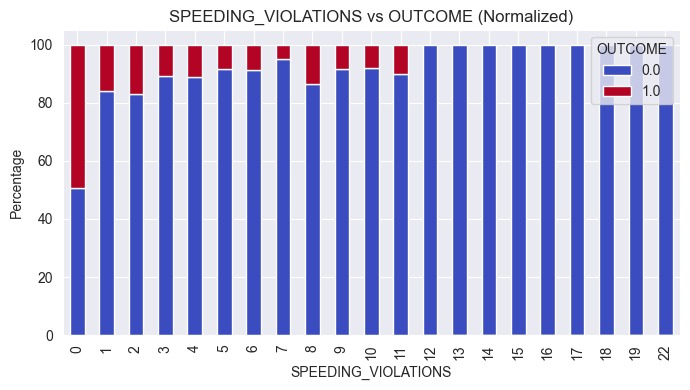 SPEEDING_VIOLATIONS vs OUTCOME (Normalized)
OUTCOME
0.0
1.0
Percentage
100
80
60
40
20
0
0 1 2 3 4 5 6 7 8 9 10 11 12 13 14 15 16 17 18 19 22
SPEEDING_VIOLATIONS